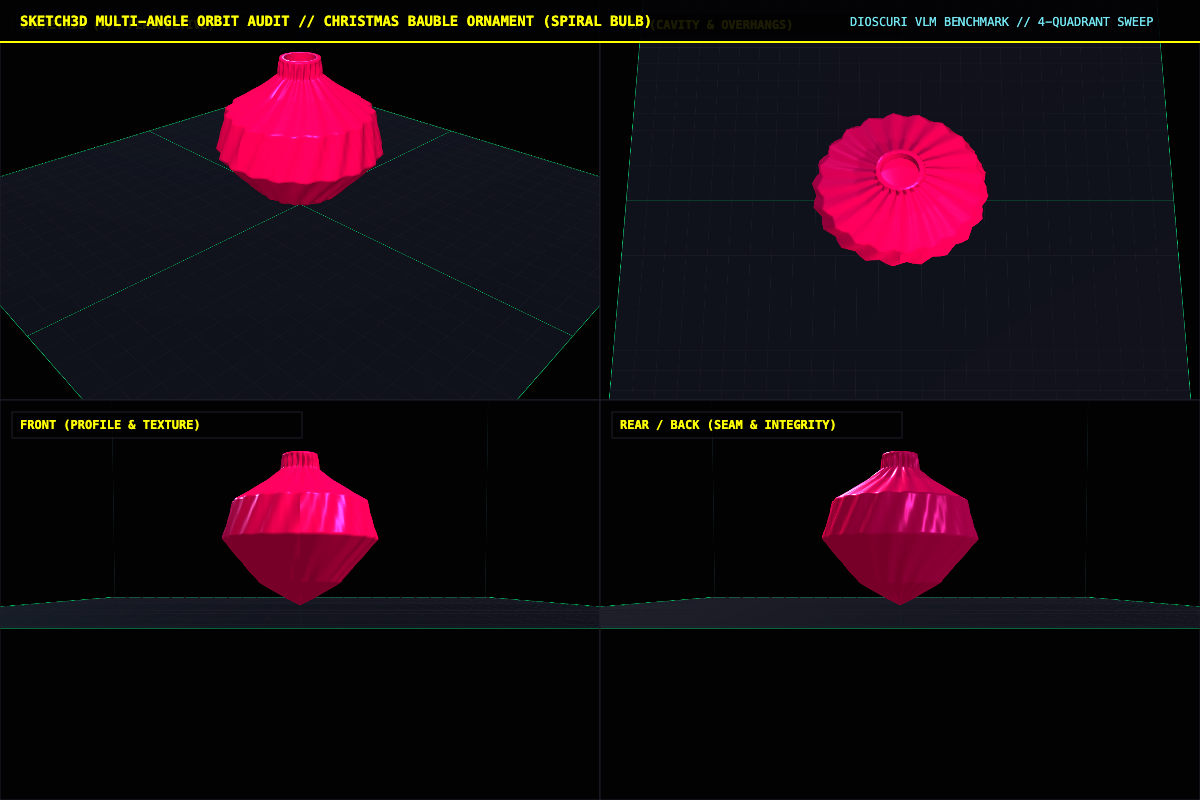 SKETCH3D MULTI-ANGLE ORBIT AUDIT // CHRISTMAS BAUBLE ORNAMENT (SPIRAL BULB)
DIOSCURI VLM BENCHMARK // 4-QUADRANT SWEEP
(CAVITY & OVERHANGS)
FRONT (PROFILE & TEXTURE)
REAR / BACK (SEAM & INTEGRITY)